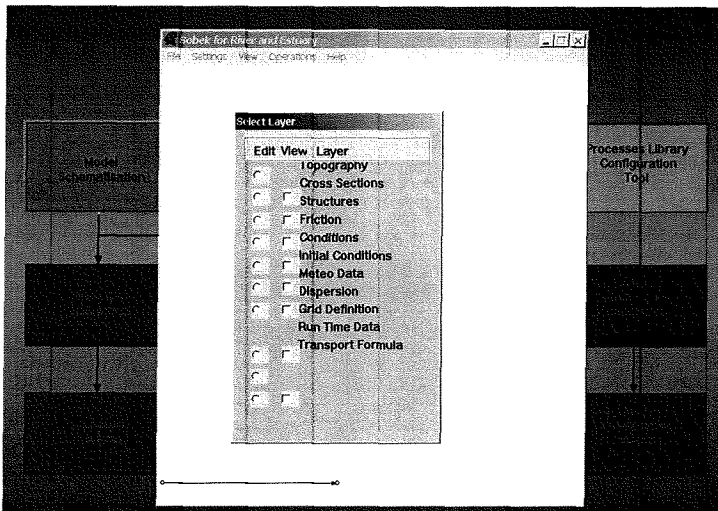 Sobek for River and Estuary
File Settings View Operations Help
Select Layer
Edit View Layer
Topography
Cross Sections
Structures
Friction
Conditions
Initial Conditions
Meteo Data
Dispersion
Grid Definition
Run Time Data
Transport Formula
Model
Schematisation
Processes Library
Configuration
Tool